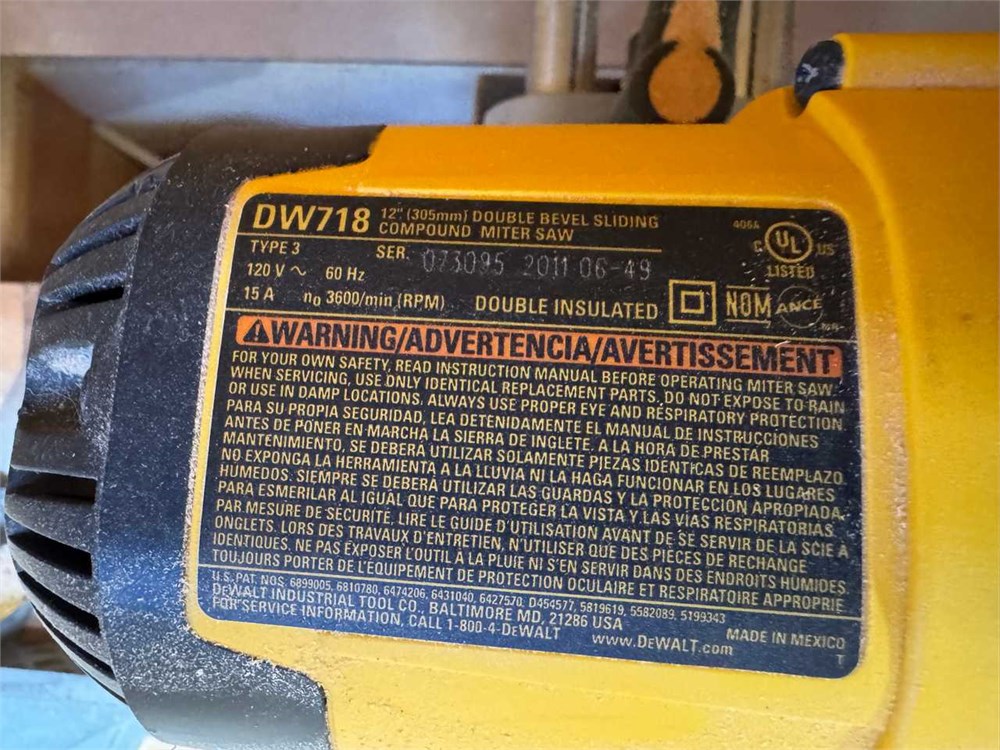 DW718 12" (305mm) DOUBLE BEVEL SLIDING
COMPOUND MITER SAW
406A
C UL US
LISTED
TYPE 3
SER. 073095 2011 06-49
120 V ~ 60 Hz
15 A n0 3600/min (RPM) DOUBLE INSULATED NOM ANCE
WARNING/ADVERTENCIA/AVERTISSEMENT
FOR YOUR OWN SAFETY, READ INSTRUCTION MANUAL BEFORE OPERATING MITER SAW.
WHEN SERVICING, USE ONLY IDENTICAL REPLACEMENT PARTS. DO NOT EXPOSE TO RAIN
OR USE IN DAMP LOCATIONS. ALWAYS USE PROPER EYE AND RESPIRATORY PROTECTION
PARA SU PROPIA SEGURIDAD, LEA DETENIDAMENTE EL MANUAL DE INSTRUCCIONES
ANTES DE PONER EN MARCHA LA SIERRA DE INGLETE. A LA HORA DE PRESTAR
MANTENIMIENTO, SE DEBERÁ UTILIZAR SOLAMENTE PIEZAS IDENTICAS DE REEMPLAZO.
NO EXPONGA LA HERRAMIENTA A LA LLUVIA NI LA HAGA FUNCIONAR EN LOS LUGARES
HÚMEDOS. SIEMPRE SE DEBERÁ UTILIZAR LAS GUARDAS Y LA PROTECCIÓN APROPIADA
PARA ESMERILAR AL IGUAL QUE PARA PROTEGER LA VISTA Y LAS VÍAS RESPIRATORIAS.
PAR MESURE DE SÉCURITÉ, LIRE LE GUIDE D'UTILISATION AVANT DE SE SERVIR DE LA SCIE À
ONGLETS. LORS DES TRAVAUX D'ENTRETIEN, N'UTILISER QUE DES PIÈCES DE RECHANGE
IDENTIQUES. NE PAS EXPOSER L'OUTIL À LA PLUIE NI S'EN SERVIR DANS DES ENDROITS HUMIDES.
TOUJOURS PORTER DE L'ÉQUIPEMENT DE PROTECTION OCULAIRE ET RESPIRATOIRE APPROPRIÉ.
U.S. PAT. NOS. 6899005, 6810780, 6474206, 6431040, 6427570, D454577, 5819619, 5582089, 5199343
DEWALT INDUSTRIAL TOOL CO., BALTIMORE MD, 21286 USA
FOR SERVICE INFORMATION, CALL 1-800-4-DEWALT www.DEWALT.com MADE IN MEXICO
T